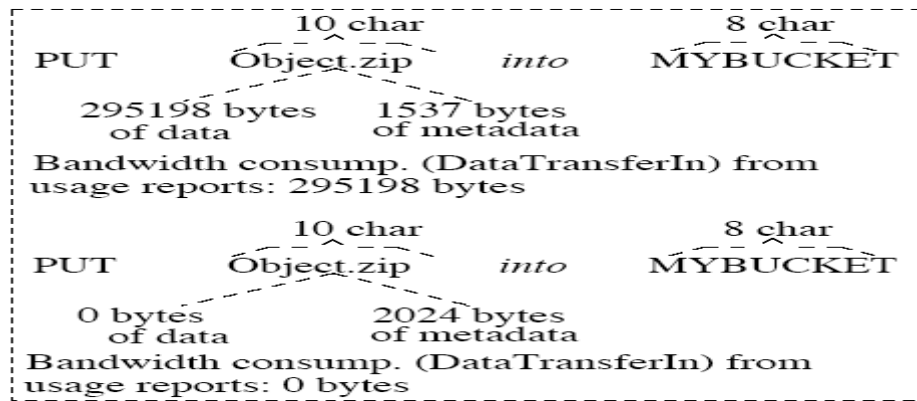 10 char 8 char
PUT Object.zip into MYBUCKET
295198 bytes 1537 bytes
of data of metadata
Bandwidth consump. (DataTransferIn) from
usage reports: 295198 bytes
10 char 8 char
PUT Object.zip into MYBUCKET
0 bytes 2024 bytes
of data of metadata
Bandwidth consump. (DataTransferIn) from
usage reports: 0 bytes